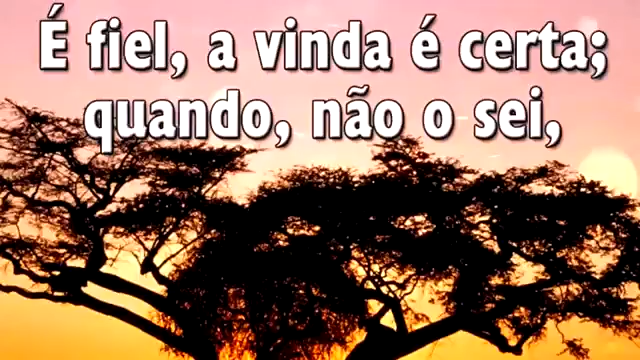 É fiel, a vinda é certa;
quando, não o sei,